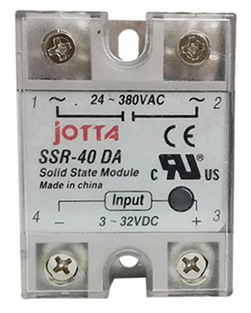 1 ~ 24~380VAC ~ 2
JOTTA
CE
SSR-40 DA
Solid State Module
Made in china
c RU US
Input
4 - 3~32VDC + 3